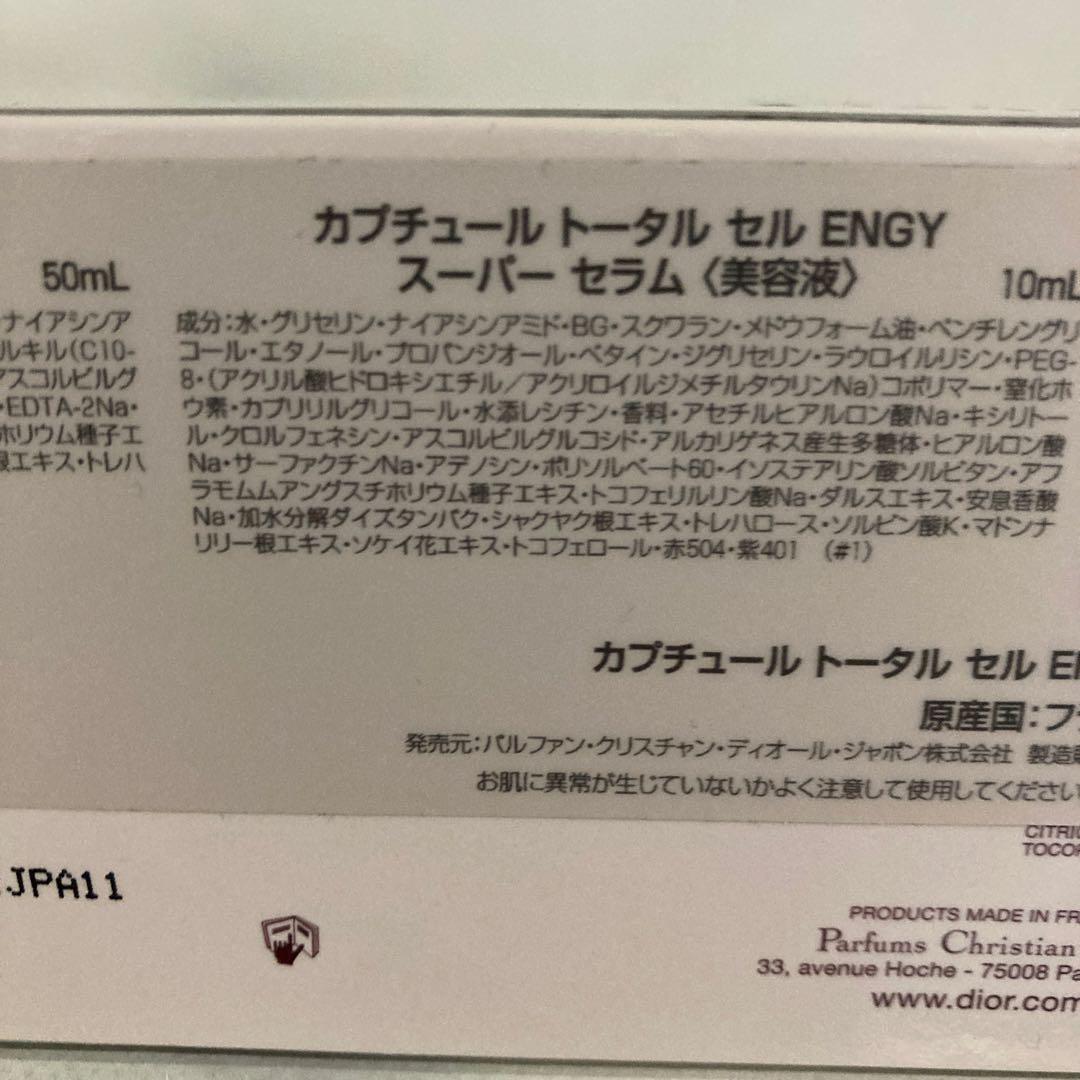 カプチュール トータル セル ENGY
スーパー セラム〈美容液〉
50mL
10mL
ナイアシンア
ルキル(C10-
アスコルビルグ
・EDTA-2Na・
ホリウム種子エ
根エキス・トレハ
成分:水・グリセリン・ナイアシンアミド・BG・スクワラン・メドウフォーム油・ペンチレングリ
コール・エタノール・プロパンジオール・ベタイン・ジグリセリン・ラウロイルリシン・PEG-
8・(アクリル酸ヒドロキシエチル/アクリロイルジメチルタウリンNa)コポリマー・窒化ホ
ウ素・カプリリルグリコール・水添レシチン・香料・アセチルヒアルロン酸Na・キシリトー
ル・クロルフェネシン・アスコルビルグルコシド・アルカリゲネス産生多糖体・ヒアルロン酸
Na・サーファクチンNa・アデノシン・ポリソルベート60・イソステアリン酸ソルビタン・アフ
ラモムムアングスチホリウム種子エキス・トコフェリルリン酸Na・ダルスエキス・安息香酸
Na・加水分解ダイズタンパク・シャクヤク根エキス・トレハロース・ソルビン酸K・マドンナ
リリー根エキス・ソケイ花エキス・トコフェロール・赤504・紫401 (#1)
カプチュール トータル セル EN
原産国:フ
発売元:パルファン・クリスチャン・ディオール・ジャポン株式会社 製造
お肌に異常が生じていないかよく注意して使用してください
CITRIC
TOCOP
JPA11
PRODUCTS MADE IN FR
Parfums Christian
33, avenue Hoche - 75008 Pa
www.dior.com